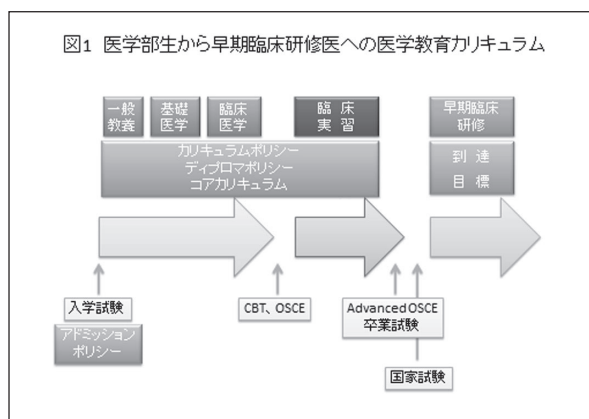 図1 医学部生から早期臨床研修医への医学教育カリキュラム
一般
教養
基礎
医学
臨床
医学
臨床
実習
早期臨床
研修
カリキュラムポリシー
ディプロマポリシー
コアカリキュラム
到達
目標
入学試験
アドミッション
ポリシー
CBT、OSCE
AdvancedOSCE
卒業試験
国家試験